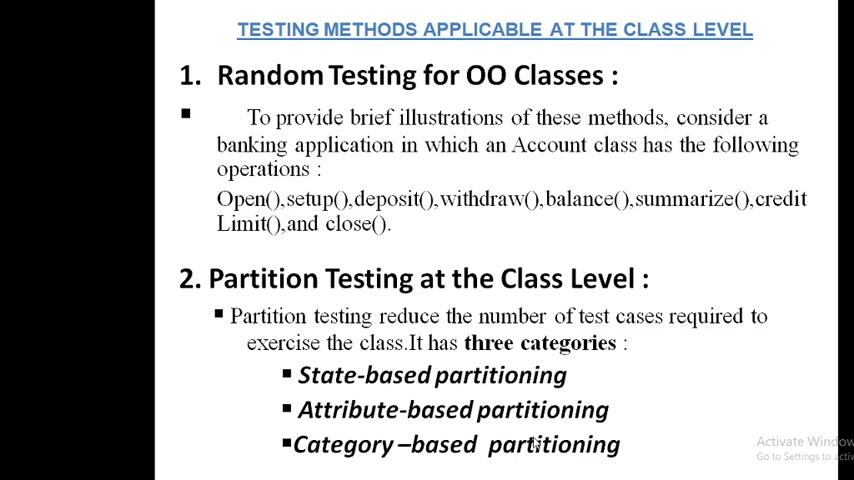 TESTING METHODS APPLICABLE AT THE CLASS LEVEL
1. Random Testing for OO Classes :
▪ To provide brief illustrations of these methods, consider a
banking application in which an Account class has the following
operations :
Open(),setup(),deposit(),withdraw(),balance(),summarize(),credit
Limit(),and close().
2. Partition Testing at the Class Level :
▪ Partition testing reduce the number of test cases required to
exercise the class.It has three categories :
▪ State-based partitioning
▪ Attribute-based partitioning
▪Category –based partitioning
Activate Window
Go to Settings to activ